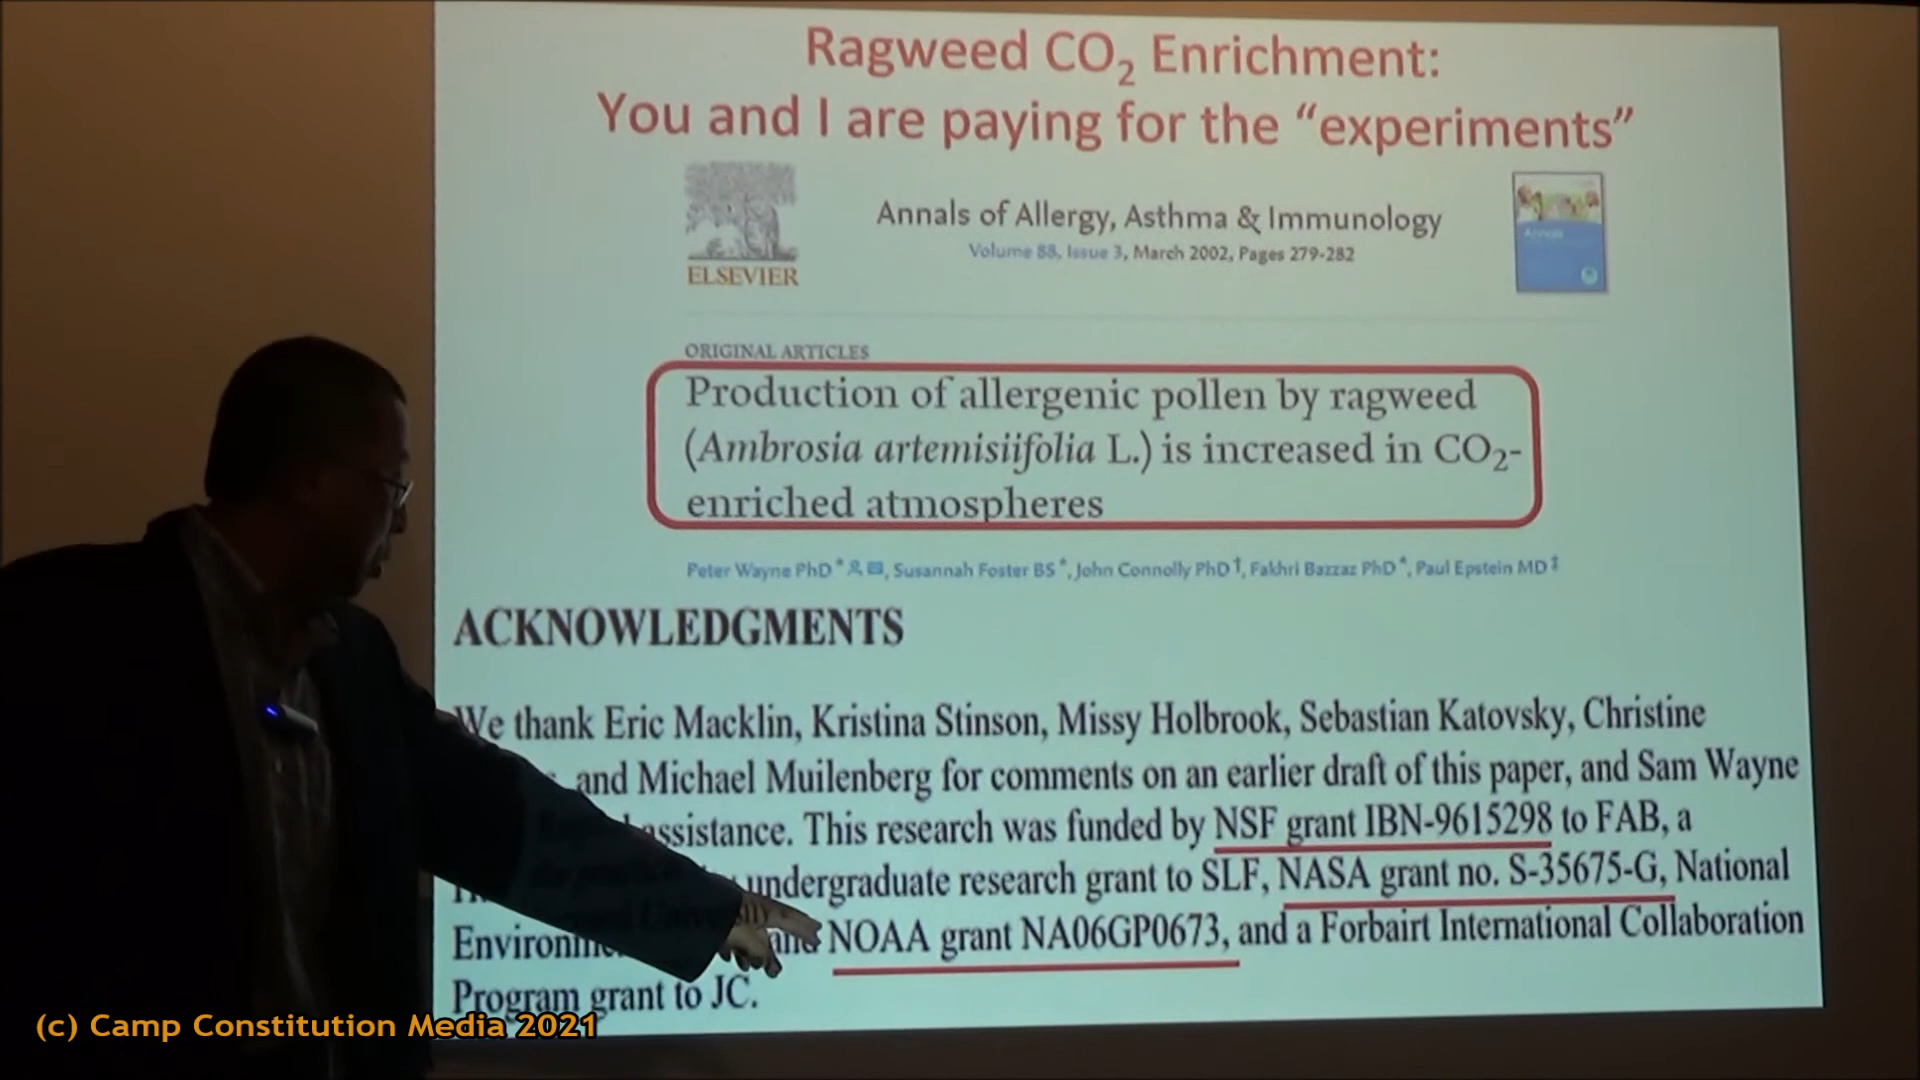 Ragweed CO₂ Enrichment:
You and I are paying for the “experiments”
ELSEVIER
Annals of Allergy, Asthma & Immunology
Volume 88, Issue 3, March 2002, Pages 279-282
Annals
ORIGINAL ARTICLES
Production of allergenic pollen by ragweed
(Ambrosia artemisiifolia L.) is increased in CO₂-
enriched atmospheres
Peter Wayne PhD *, Susannah Foster BS *, John Connolly PhD †, Fakhri Bazzaz PhD *, Paul Epstein MD ‡
ACKNOWLEDGMENTS
We thank Eric Macklin, Kristina Stinson, Missy Holbrook, Sebastian Katovsky, Christine
and Michael Muilenberg for comments on an earlier draft of this paper, and Sam Wayne
assistance. This research was funded by NSF grant IBN-9615298 to FAB, a
undergraduate research grant to SLF, NASA grant no. S-35675-G, National
and NOAA grant NA06GP0673, and a Forbairt International Collaboration
Program grant to JC.
(c) Camp Constitution Media 2021